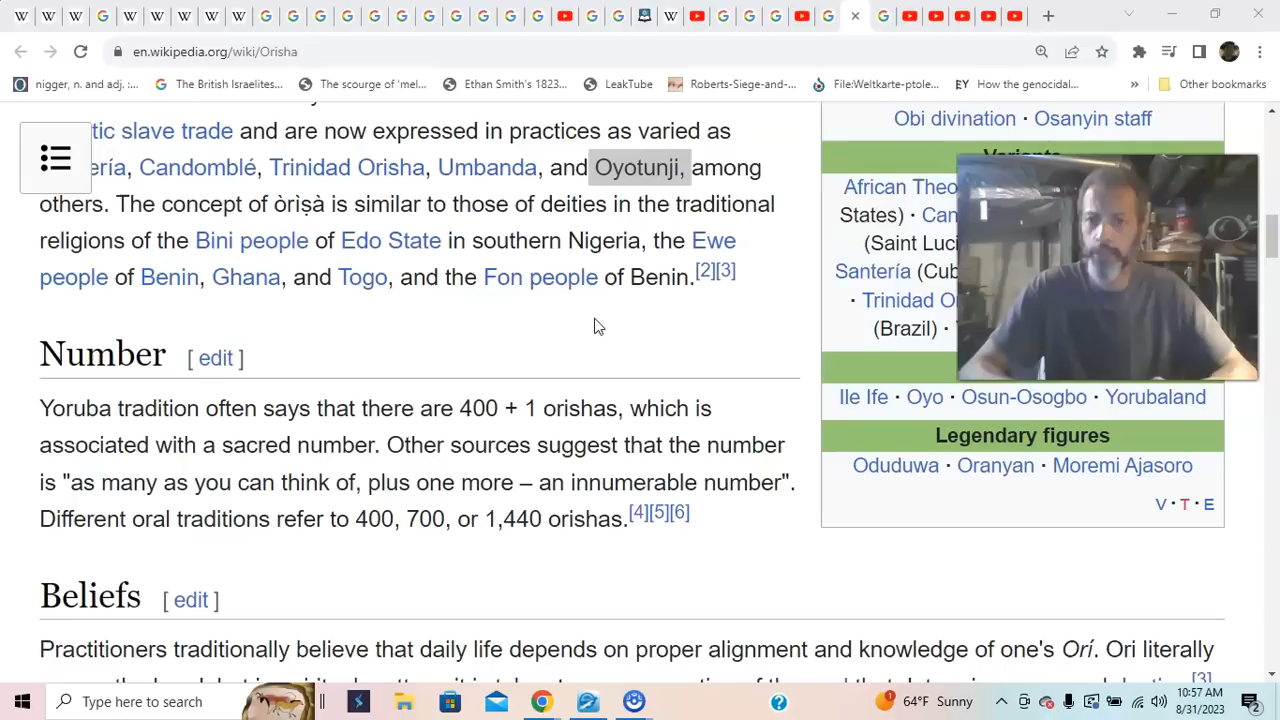 en.wikipedia.org/wiki/Orisha
nigger, n. and adj. :...
The British Israelites...
The scourge of 'mel...
Ethan Smith's 1823...
LeakTube
Roberts-Siege-and-...
File:Weltkarte-ptole...
EY
How the genocidal...
»
Other bookmarks
tic slave trade and are now expressed in practices as varied as
ería, Candomblé, Trinidad Orisha, Umbanda, and Oyotunji, among
others. The concept of òrìṣà is similar to those of deities in the traditional
religions of the Bini people of Edo State in southern Nigeria, the Ewe
people of Benin, Ghana, and Togo, and the Fon people of Benin.[2][3]
Number [ edit ]
Yoruba tradition often says that there are 400 + 1 orishas, which is
associated with a sacred number. Other sources suggest that the number
is "as many as you can think of, plus one more – an innumerable number".
Different oral traditions refer to 400, 700, or 1,440 orishas.[4][5][6]
Beliefs [ edit ]
Practitioners traditionally believe that daily life depends on proper alignment and knowledge of one's Orí. Ori literally
Obi divination · Osanyin staff
African Theo
States) · Can
(Saint Luci
Santería (Cub
· Trinidad O
(Brazil) ·
Ile Ife · Oyo · Osun-Osogbo · Yorubaland
Legendary figures
Oduduwa · Oranyan · Moremi Ajasoro
V · T · E
Type here to search
64°F Sunny
10:57 AM
8/31/2023
2